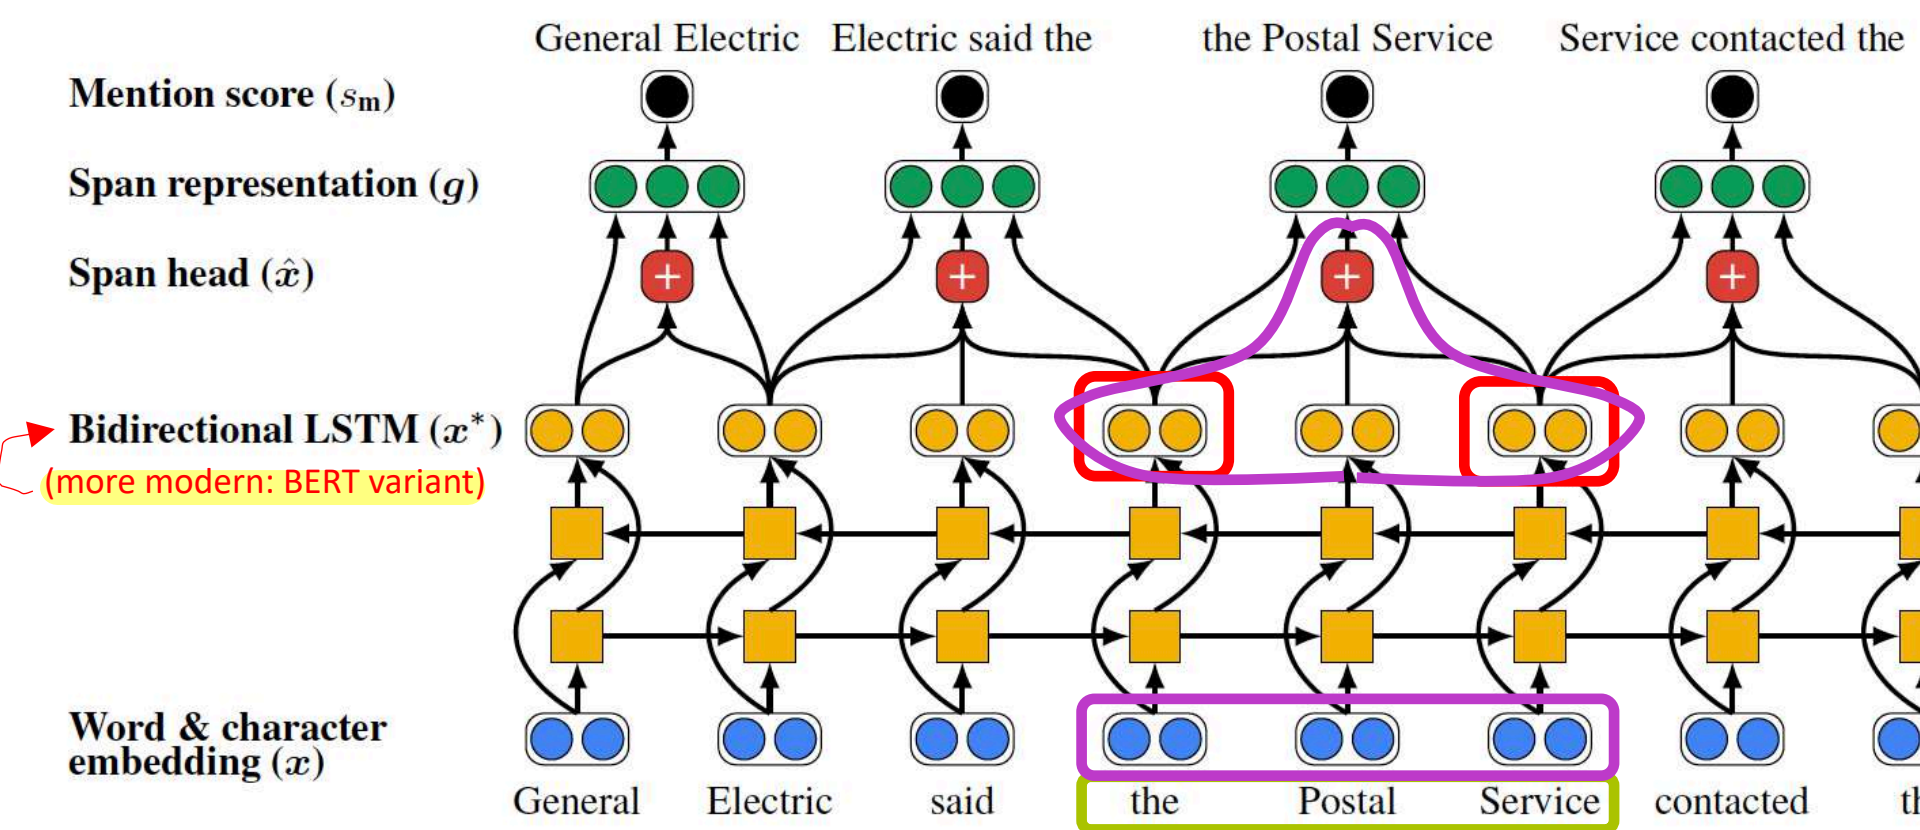 General Electric Electric said the the Postal Service Service contacted the
Mention score (sₘ)
Span representation (g)
Span head (x̂)
Bidirectional LSTM (x*)
(more modern: BERT variant)
Word & character
embedding (x)
General Electric said the Postal Service contacted